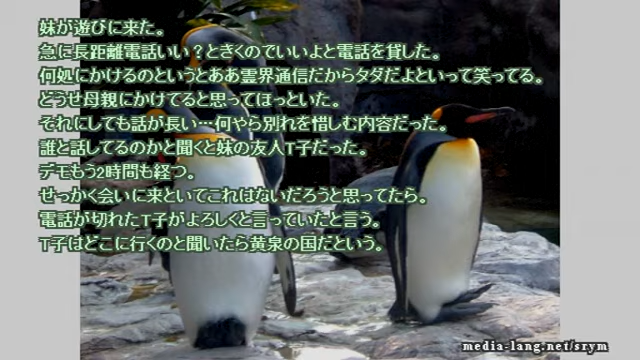 妹が遊びに来た。
急に長距離電話いい？ときくのでいいよと電話を貸した。
何処にかけるのというとああ霊界通信だからタダだよといって笑ってる。
どうせ母親にかけてると思ってほっといた。
それにしても話が長い…何やら別れを惜しむ内容だった。
誰と話してるのかと聞くと妹の友人T子だった。
デモもう2時間も経つ。
せっかく会いに来といてこれはないだろうと思ってたら。
電話が切れたT子がよろしくと言っていたと言う。
T子はどこに行くのと聞いたら黄泉の国だという。
media-lang.net/srym